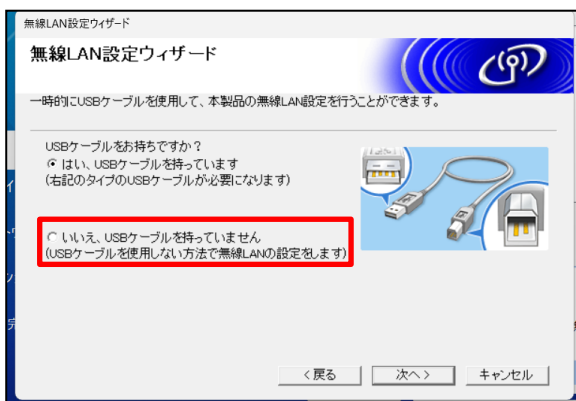 無線LAN設定ウィザード
無線LAN設定ウィザード
一時的にUSBケーブルを使用して、本製品の無線LAN設定を行うことができます。
USBケーブルをお持ちですか？
はい、USBケーブルを持っています
(右記のタイプのUSBケーブルが必要になります)
いいえ、USBケーブルを持っていません
(USBケーブルを使用しない方法で無線LANの設定をします)
<戻る
次へ>
キャンセル